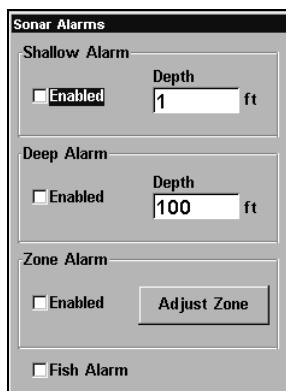 Sonar Alarms
Shallow Alarm
Depth
Enabled
1 ft
Deep Alarm
Depth
Enabled
100 ft
Zone Alarm
Enabled
Adjust Zone
Fish Alarm